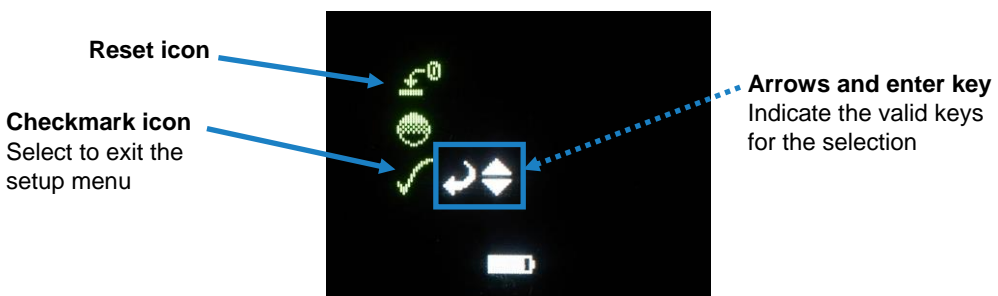 Reset icon
Checkmark icon
Select to exit the
setup menu
0
Arrows and enter key
Indicate the valid keys
for the selection